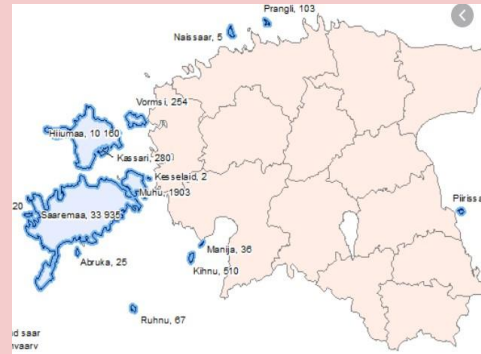 Prangli, 103
Naissaar, 5
Vormsi, 254
Hiiumaa, 10 160
Kassari, 280
Kesselaid, 2
Muhu, 1903
20
Saaremaa, 33 935
Piirissa
Manija, 36
Abruka, 25
Kihnu, 510
Ruhnu, 67
d saar
nvaarv